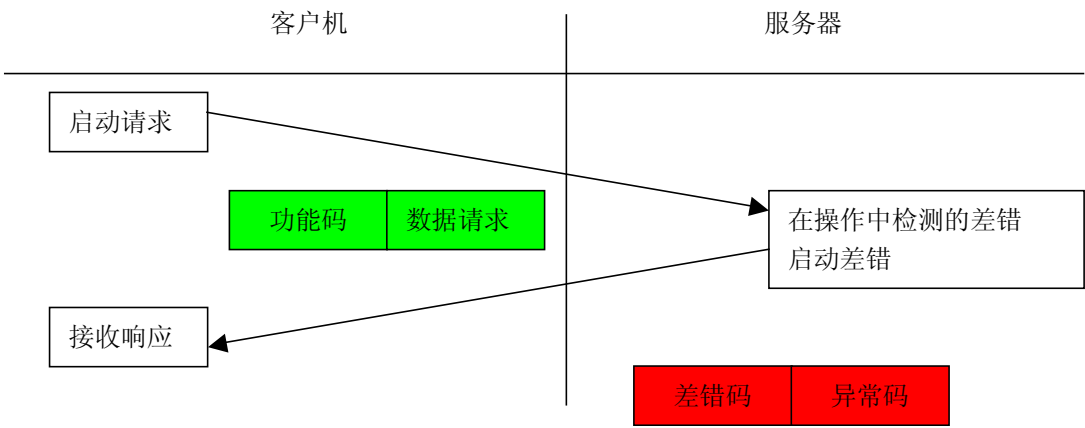 客户机
服务器
启动请求
功能码
数据请求
在操作中检测的差错
启动差错
接收响应
差错码
异常码